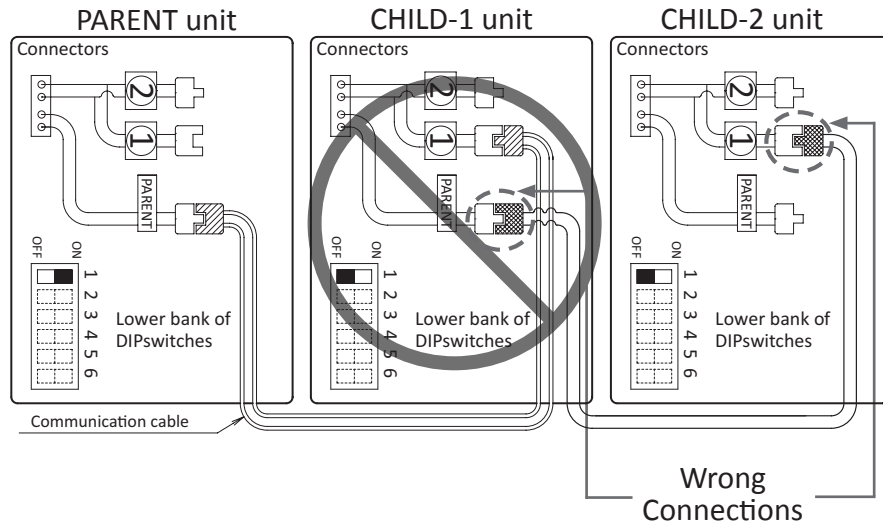 PARENT unit
Connectors
2
1
PARENT
OFF
ON
1
2
3
4
5
6
Lower bank of
DIPswitches
Communication cable
CHILD-1 unit
Connectors
2
1
PARENT
OFF
ON
1
2
3
4
5
6
Lower bank of
DIPswitches
CHILD-2 unit
Connectors
2
1
PARENT
OFF
ON
1
2
3
4
5
6
Lower bank of
DIPswitches
Wrong
Connections